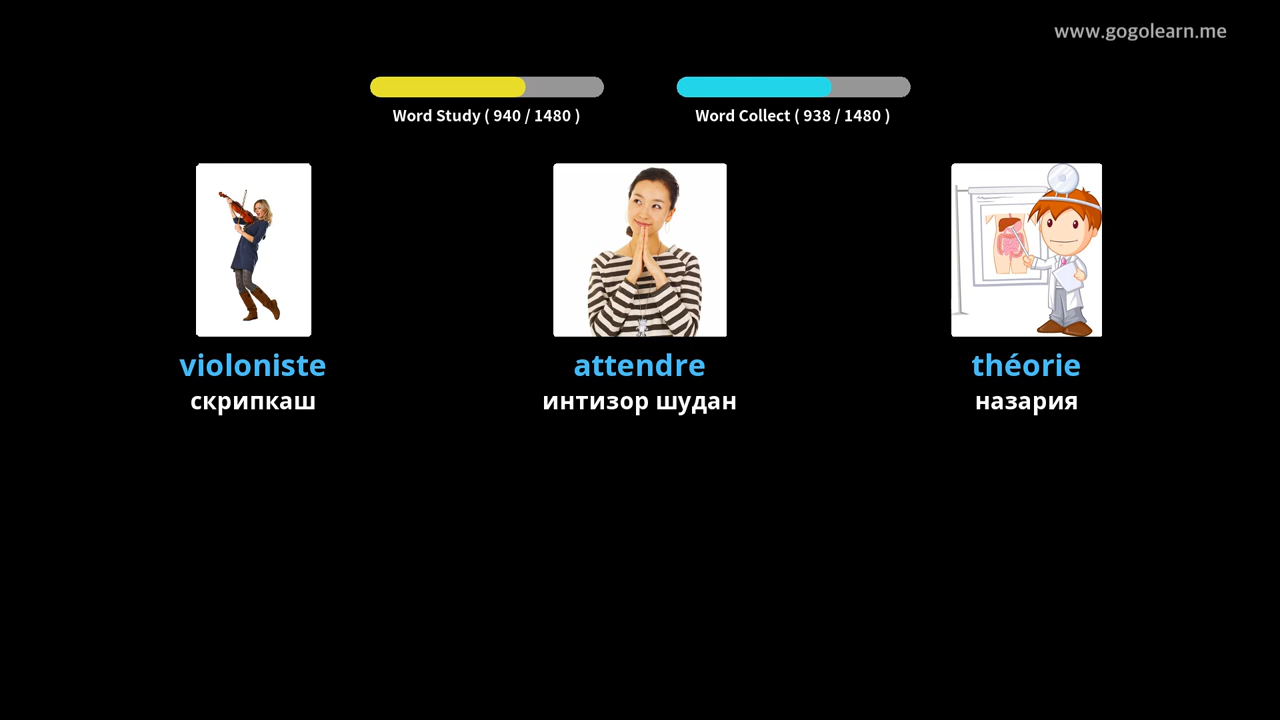 www.gogolearn.me
Word Study ( 940 / 1480 )
Word Collect ( 938 / 1480 )
violoniste
скрипкаш
attendre
интизор шудан
théorie
назария